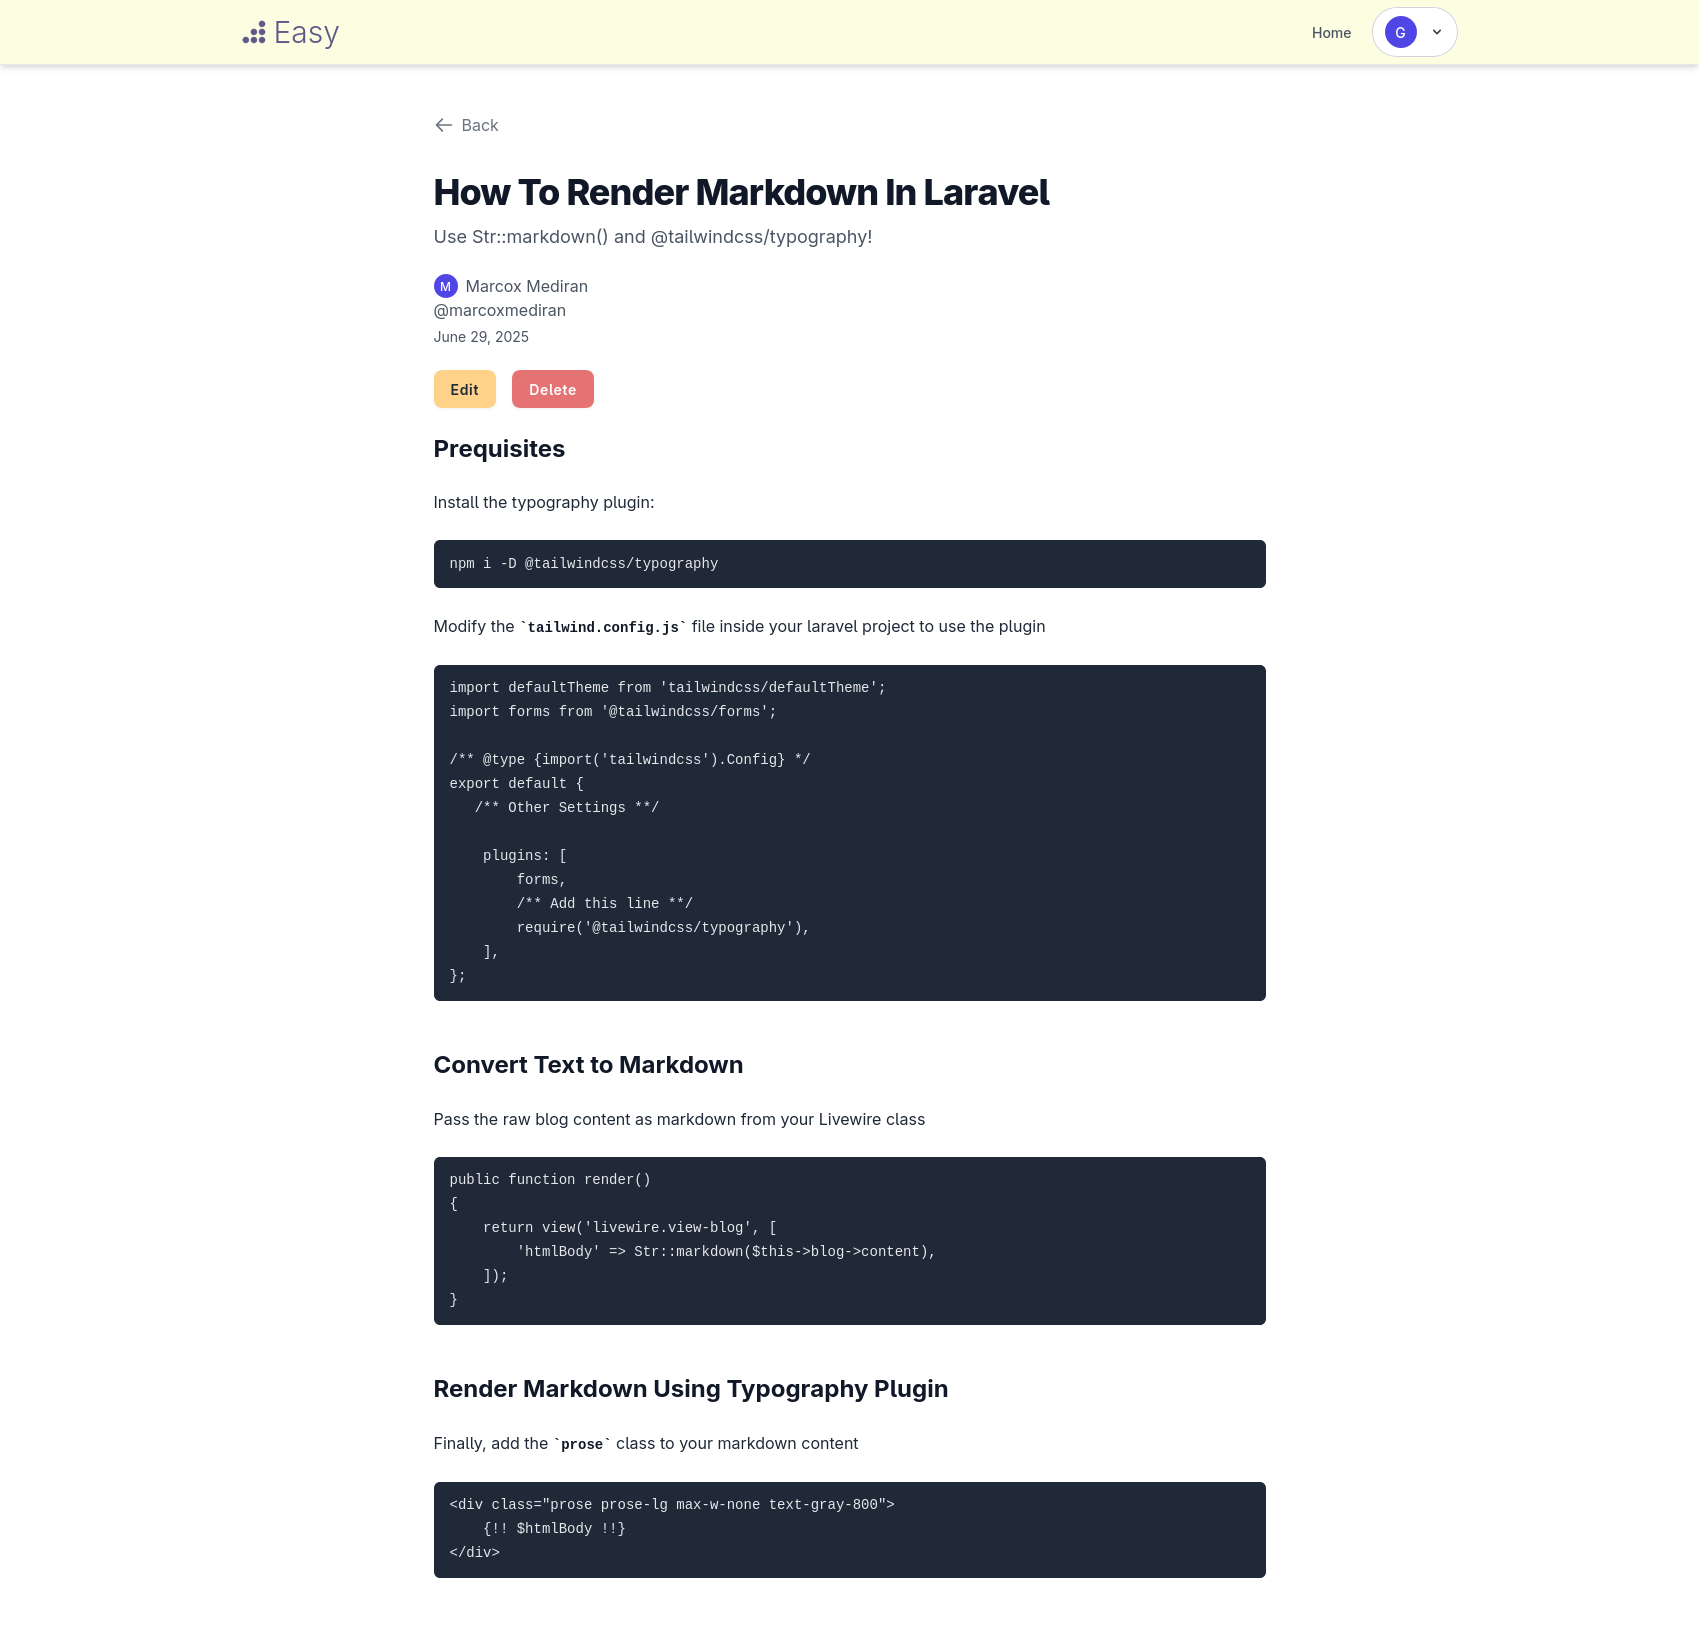 Easy
Home
G
Back
How To Render Markdown In Laravel
Use Str::markdown() and @tailwindcss/typography!
M Marcox Mediran
@marcoxmediran
June 29, 2025
Edit Delete
Prequisites
Install the typography plugin:
npm i -D @tailwindcss/typography
Modify the `tailwind.config.js` file inside your laravel project to use the plugin
import defaultTheme from 'tailwindcss/defaultTheme';
import forms from '@tailwindcss/forms';
/** @type {import('tailwindcss').Config} */
export default {
   /** Other Settings **/
    plugins: [
        forms,
        /** Add this line **/
        require('@tailwindcss/typography'),
    ],
};
Convert Text to Markdown
Pass the raw blog content as markdown from your Livewire class
public function render()
{
    return view('livewire.view-blog', [
        'htmlBody' => Str::markdown($this->blog->content),
    ]);
}
Render Markdown Using Typography Plugin
Finally, add the `prose` class to your markdown content
<div class="prose prose-lg max-w-none text-gray-800">
    {!! $htmlBody !!}
</div>